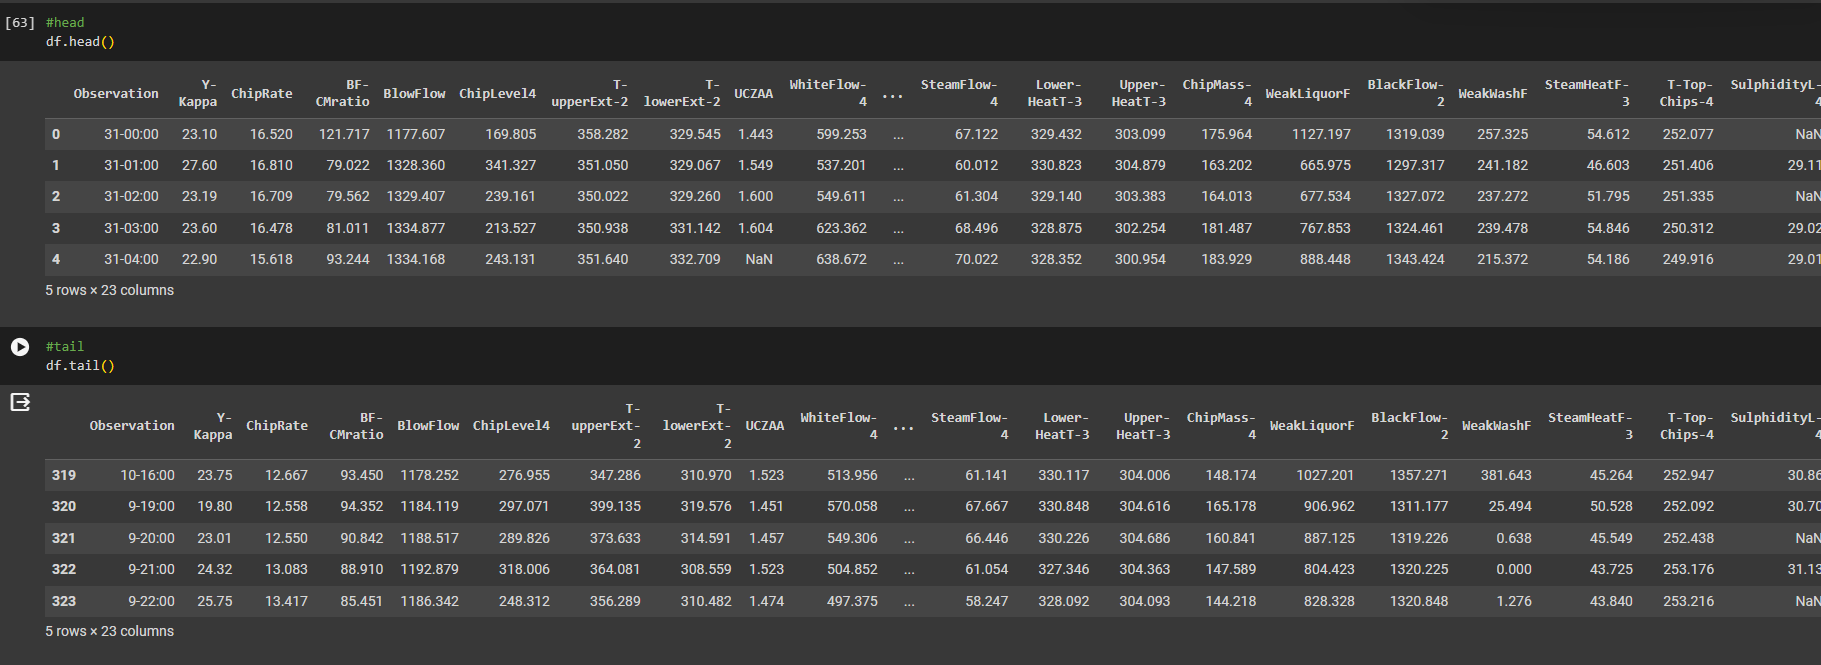 [63] #head
df.head()
Observation Y-Kappa ChipRate BF-CMratio BlowFlow ChipLevel4 T-upperExt-2 T-lowerExt-2 UCZAA WhiteFlow-4 ... SteamFlow-4 Lower-HeatT-3 Upper-HeatT-3 ChipMass-4 WeakLiquorF BlackFlow-2 WeakWashF SteamHeatF-3 T-Top-Chips-4 SulphidityL-4
0 31-00:00 23.10 16.520 121.717 1177.607 169.805 358.282 329.545 1.443 599.253 ... 67.122 329.432 303.099 175.964 1127.197 1319.039 257.325 54.612 252.077 NaN
1 31-01:00 27.60 16.810 79.022 1328.360 341.327 351.050 329.067 1.549 537.201 ... 60.012 330.823 304.879 163.202 665.975 1297.317 241.182 46.603 251.406 29.11
2 31-02:00 23.19 16.709 79.562 1329.407 239.161 350.022 329.260 1.600 549.611 ... 61.304 329.140 303.383 164.013 677.534 1327.072 237.272 51.795 251.335 NaN
3 31-03:00 23.60 16.478 81.011 1334.877 213.527 350.938 331.142 1.604 623.362 ... 68.496 328.875 302.254 181.487 767.853 1324.461 239.478 54.846 250.312 29.02
4 31-04:00 22.90 15.618 93.244 1334.168 243.131 351.640 332.709 NaN 638.672 ... 70.022 328.352 300.954 183.929 888.448 1343.424 215.372 54.186 249.916 29.01
5 rows × 23 columns
#tail
df.tail()
Observation Y-Kappa ChipRate BF-CMratio BlowFlow ChipLevel4 T-upperExt-2 T-lowerExt-2 UCZAA WhiteFlow-4 ... SteamFlow-4 Lower-HeatT-3 Upper-HeatT-3 ChipMass-4 WeakLiquorF BlackFlow-2 WeakWashF SteamHeatF-3 T-Top-Chips-4 SulphidityL-4
319 10-16:00 23.75 12.667 93.450 1178.252 276.955 347.286 310.970 1.523 513.956 ... 61.141 330.117 304.006 148.174 1027.201 1357.271 381.643 45.264 252.947 30.86
320 9-19:00 19.80 12.558 94.352 1184.119 297.071 399.135 319.576 1.451 570.058 ... 67.667 330.848 304.616 165.178 906.962 1311.177 25.494 50.528 252.092 30.70
321 9-20:00 23.01 12.550 90.842 1188.517 289.826 373.633 314.591 1.457 549.306 ... 66.446 330.226 304.686 160.841 887.125 1319.226 0.638 45.549 252.438 NaN
322 9-21:00 24.32 13.083 88.910 1192.879 318.006 364.081 308.559 1.523 504.852 ... 61.054 327.346 304.363 147.589 804.423 1320.225 0.000 43.725 253.176 31.13
323 9-22:00 25.75 13.417 85.451 1186.342 248.312 356.289 310.482 1.474 497.375 ... 58.247 328.092 304.093 144.218 828.328 1320.848 1.276 43.840 253.216 NaN
5 rows × 23 columns